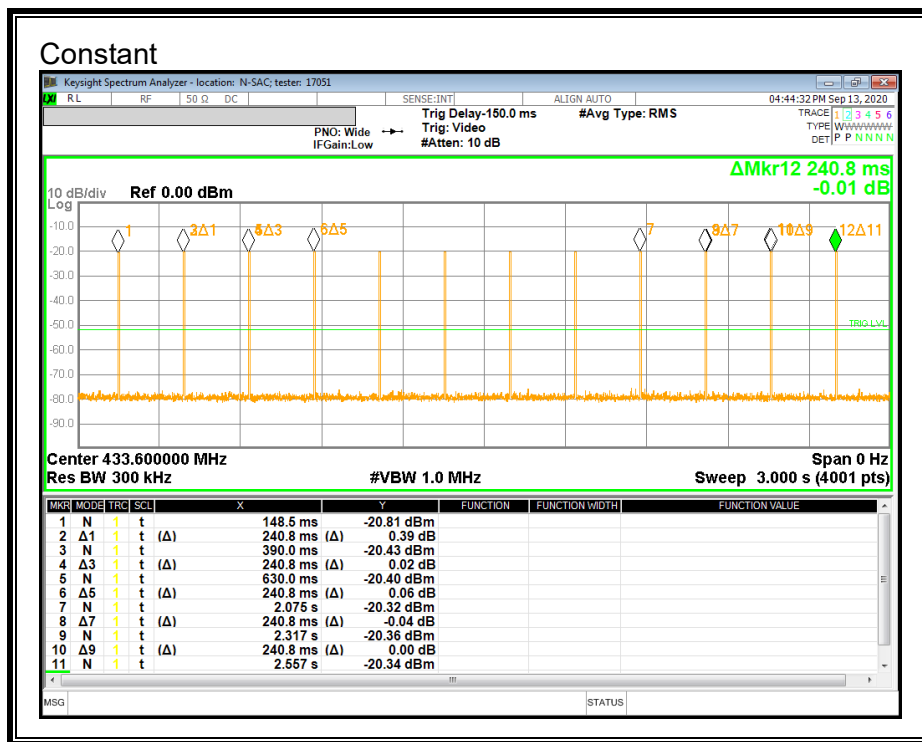 Constant
Keysight Spectrum Analyzer - location: N-SAC; tester: 17051
LXI RL RF 50 Ω DC SENSE:INT ALIGN AUTO 04:44:32 PM Sep 13, 2020
Trig Delay-150.0 ms #Avg Type: RMS TRACE 1 2 3 4 5 6
PNO: Wide Trig: Video TYPE W
IFGain:Low #Atten: 10 dB DET P P N N N N
ΔMkr12 240.8 ms
-0.01 dB
10 dB/div Ref 0.00 dBm
Log
1 3Δ1 Δ3 6Δ5 7 Δ7 Δ9 12Δ11
-10.0
-20.0
-30.0
-40.0
-50.0
TRIG LVL
-60.0
-70.0
-80.0
-90.0
Center 433.600000 MHz Span 0 Hz
Res BW 300 kHz #VBW 1.0 MHz Sweep 3.000 s (4001 pts)
MKR MODE TRC SCL X Y FUNCTION FUNCTION WIDTH FUNCTION VALUE
1 N 1 t 148.5 ms -20.81 dBm
2 Δ1 1 t (Δ) 240.8 ms (Δ) 0.39 dB
3 N 1 t 390.0 ms -20.43 dBm
4 Δ3 1 t (Δ) 240.8 ms (Δ) 0.02 dB
5 N 1 t 630.0 ms -20.40 dBm
6 Δ5 1 t (Δ) 240.8 ms (Δ) 0.06 dB
7 N 1 t 2.075 s -20.32 dBm
8 Δ7 1 t (Δ) 240.8 ms (Δ) -0.04 dB
9 N 1 t 2.317 s -20.36 dBm
10 Δ9 1 t (Δ) 240.8 ms (Δ) 0.00 dB
11 N 1 t 2.557 s -20.34 dBm
MSG STATUS